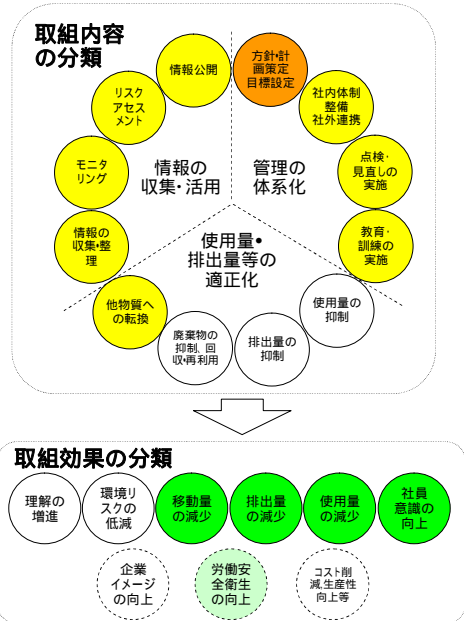 取組内容
の分類
情報公開
方針・計
画策定
目標設定
リスク
アセス
メント
社内体制
整備
社外連携
モニタ
リング
情報の
収集・活用
管理の
体系化
点検・
見直しの
実施
情報の
収集・整
理
使用量・
排出量等の
適正化
教育・
訓練の
実施
他物質へ
の転換
廃棄物の
抑制、回
収・再利用
排出量の
抑制
使用量の
抑制
取組効果の分類
理解の
増進
環境リ
スクの
低減
移動量
の減少
排出量
の減少
使用量
の減少
社員
意識の
向上
企業
イメージ
の向上
労働安
全衛生
の向上
コスト削
減、生産性
向上等